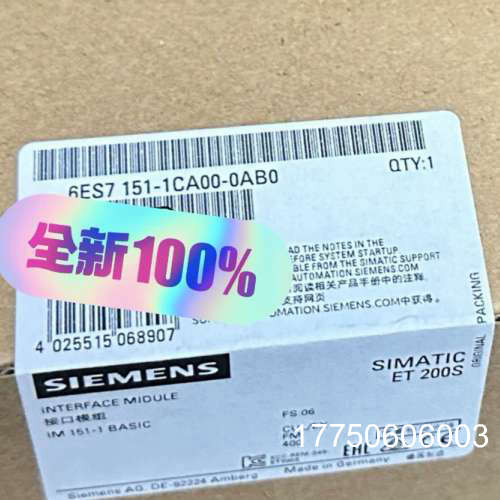 6ES7 151-1CA00-0AB0
QTY:1
全新100%
AD THE NOTES IN THE
EFORE SYSTEM STARTUP
LABLE FROM THE SIMATIC SUPPORT
AUTOMATION.SIEMENS.COM
阅读相关产品手册中的注释.
支持网页
OMATION.SIEMENS.COM中获得。
4 025515 068907
ORIGINAL PACKING
SIEMENS
SIMATIC
ET 200S
INTERFACE MODULE
接口模组
IM 151-1 BASIC
FS 06
17750606003
Siemens AG, DE-92224 Amberg
Made in Germany